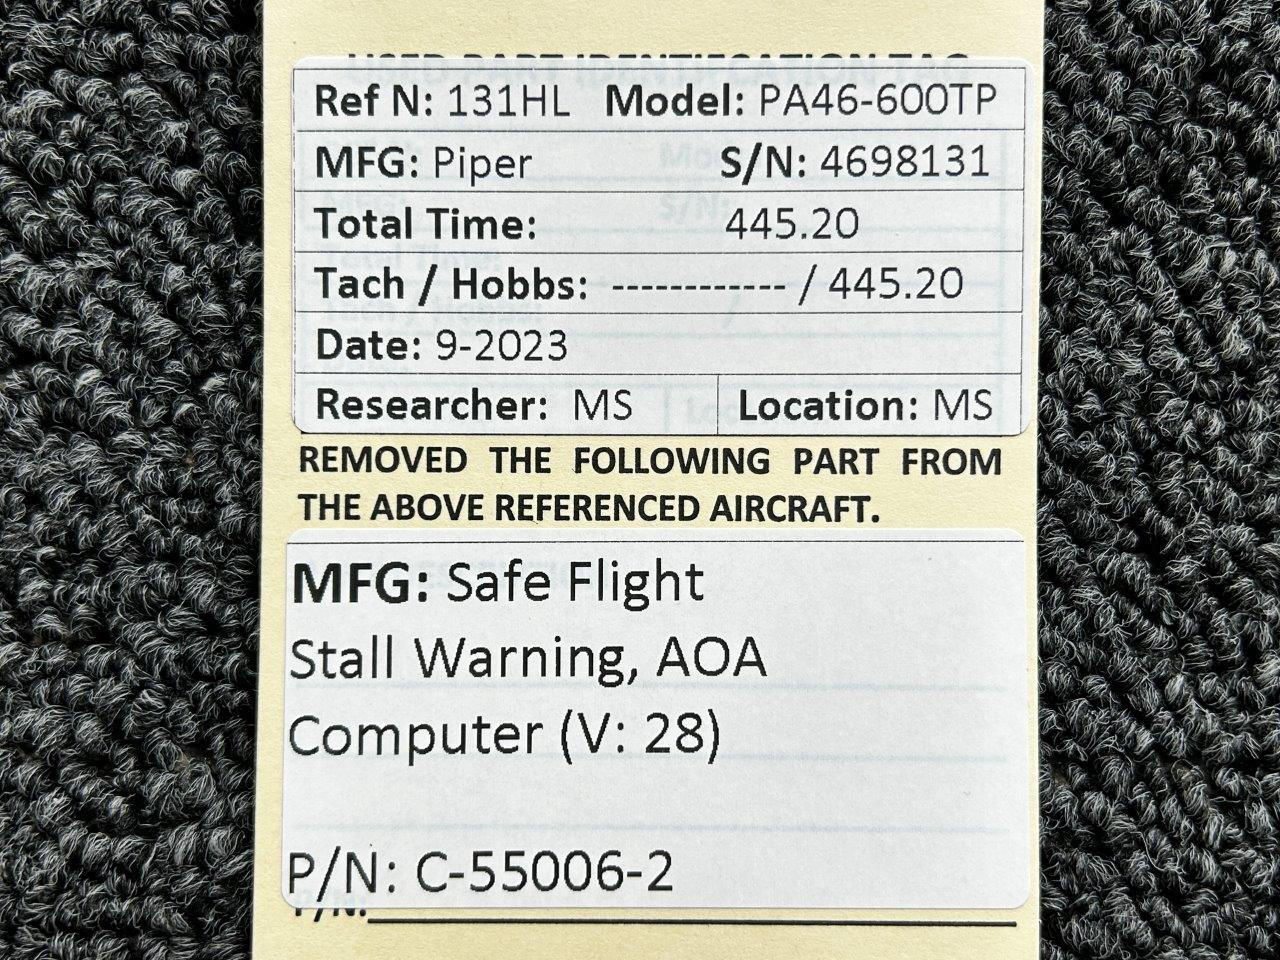 USED PART IDENTIFICATION TAG
Ref N: 131HL Model: PA46-600TP
MFG: Piper S/N: 4698131
Total Time: 445.20
Tach / Hobbs: ------------ / 445.20
Date: 9-2023
Researcher: MS Location: MS
REMOVED THE FOLLOWING PART FROM
THE ABOVE REFERENCED AIRCRAFT.
MFG: Safe Flight
Stall Warning, AOA
Computer (V: 28)
P/N: C-55006-2
P/N: